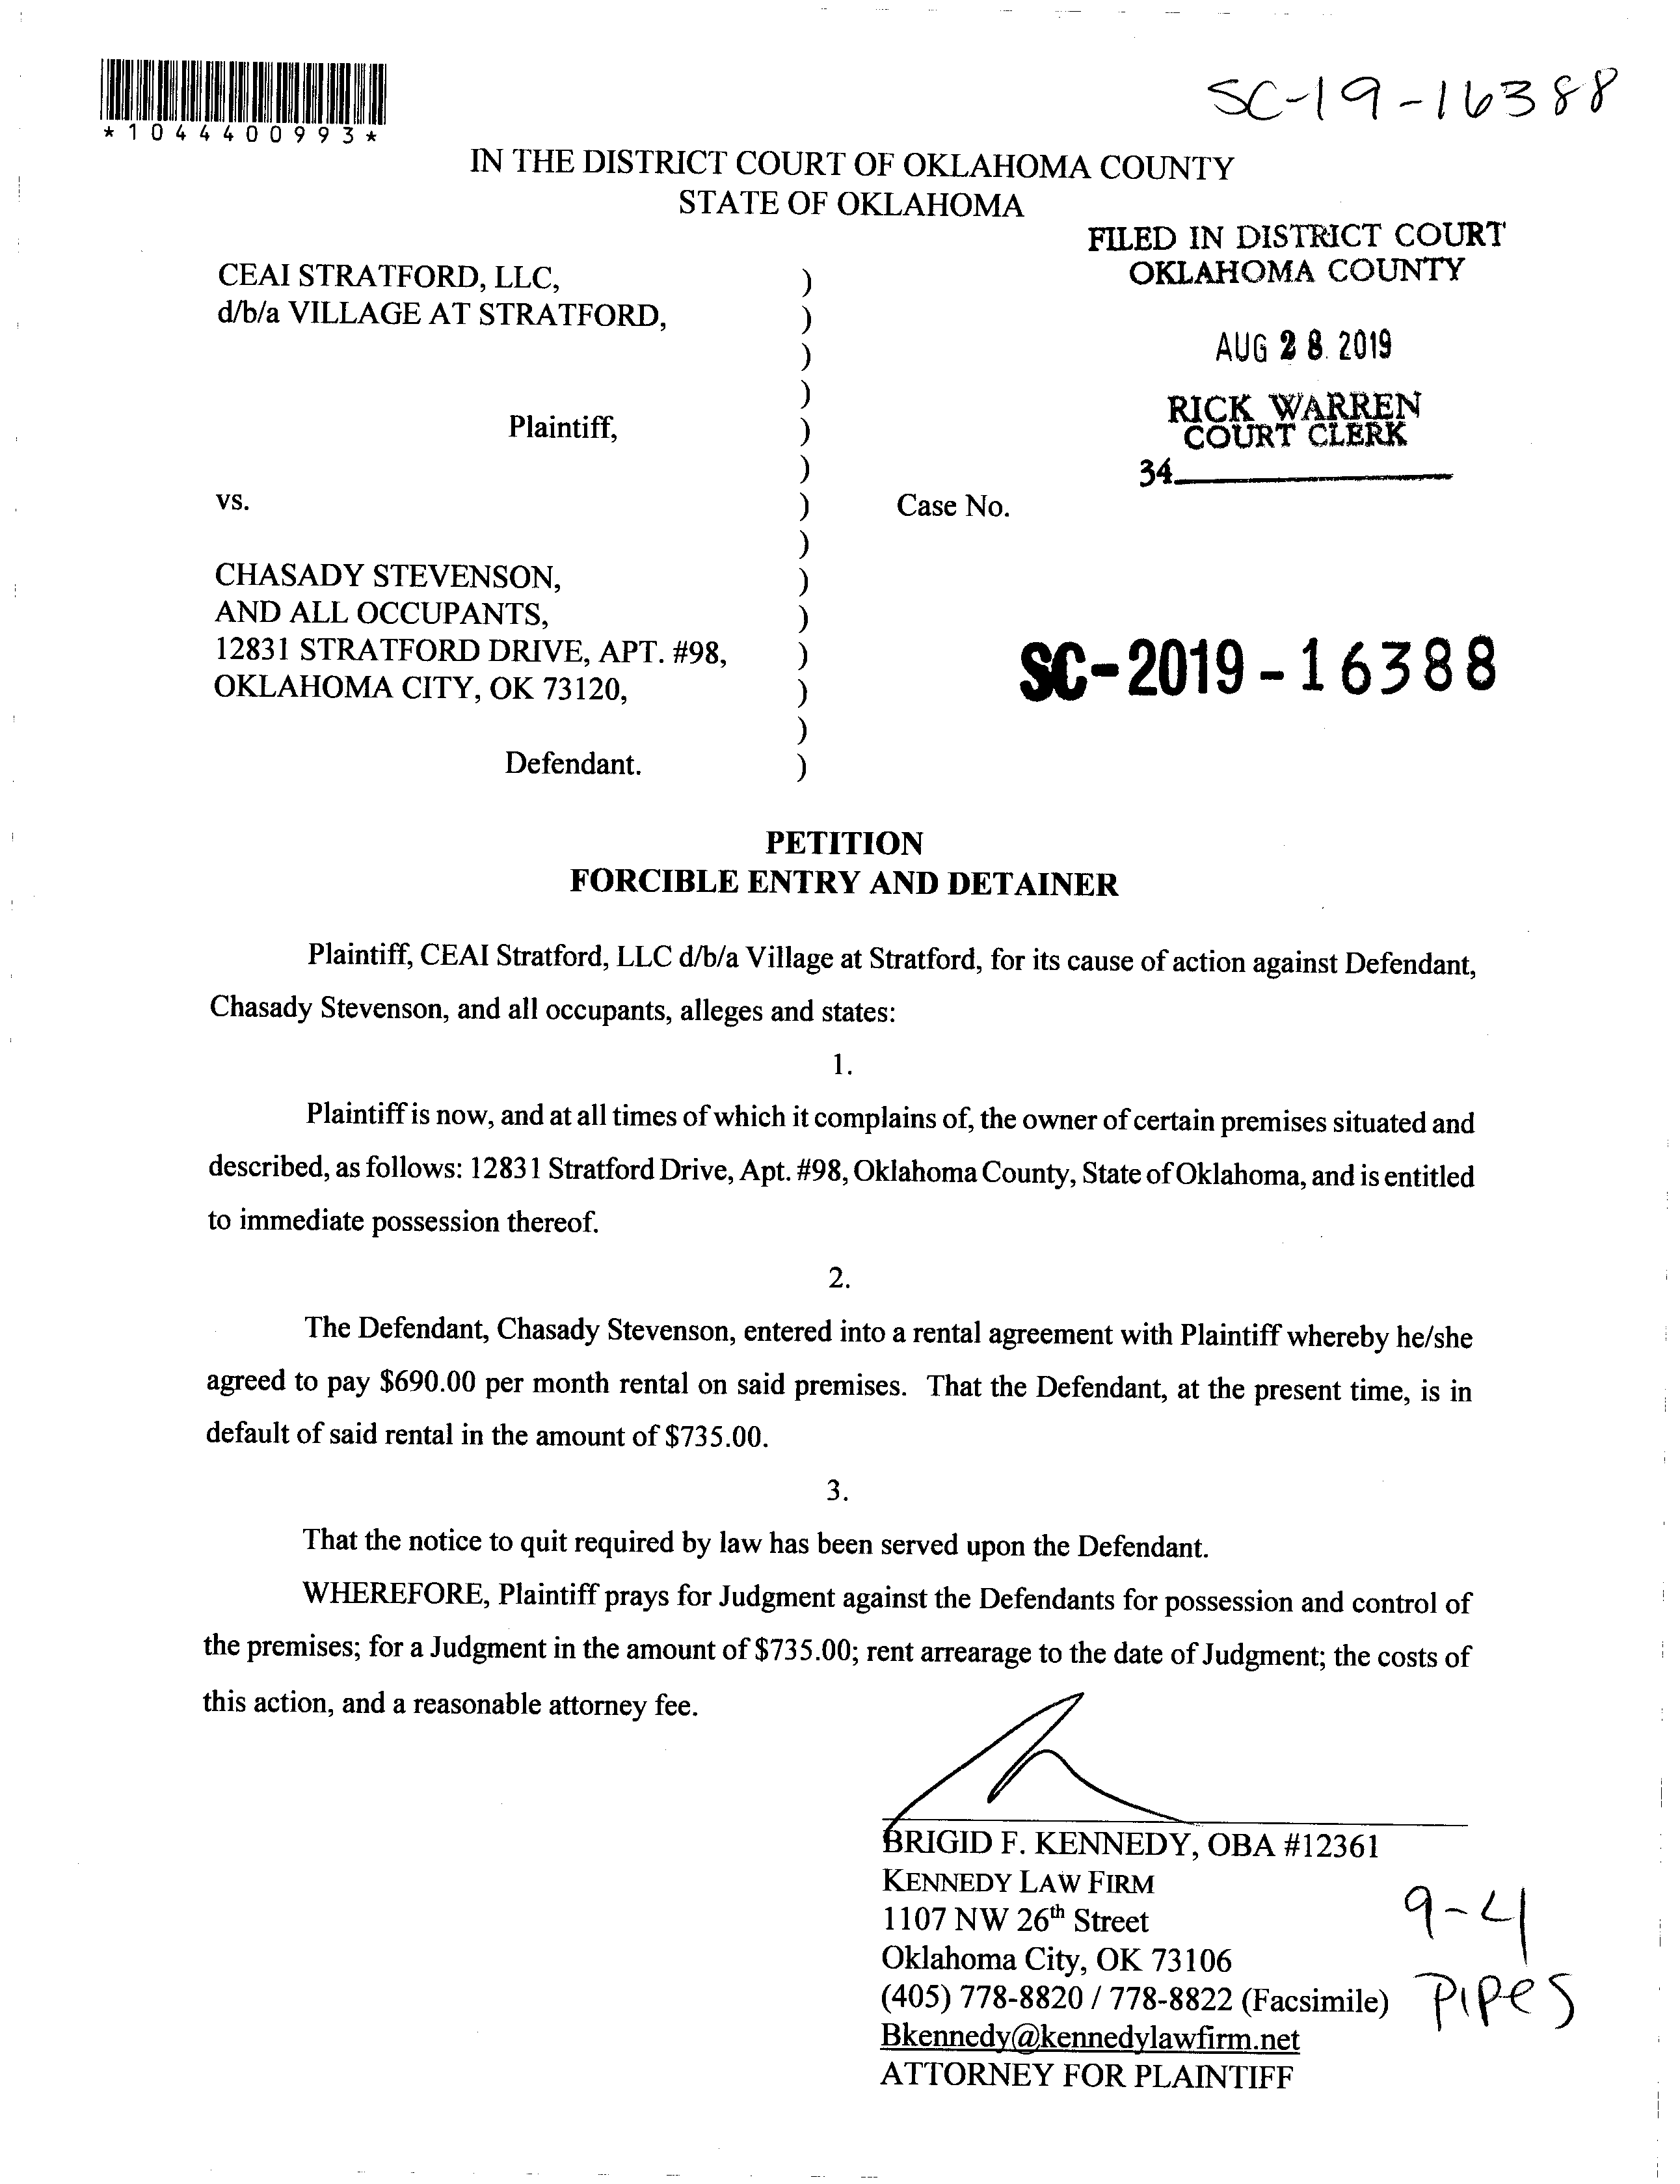 SC-19-16388
*1044400993*
IN THE DISTRICT COURT OF OKLAHOMA COUNTY
STATE OF OKLAHOMA
FILED IN DISTRICT COURT
OKLAHOMA COUNTY
AUG 28 2019
RICK WARREN
COURT CLERK
34
CEAI STRATFORD, LLC, )
d/b/a VILLAGE AT STRATFORD, )
)
)
Plaintiff, )
)
vs. ) Case No.
)
CHASADY STEVENSON, )
AND ALL OCCUPANTS, )
12831 STRATFORD DRIVE, APT. #98, )
OKLAHOMA CITY, OK 73120, )
)
Defendant. )
SC-2019-16388
PETITION
FORCIBLE ENTRY AND DETAINER
Plaintiff, CEAI Stratford, LLC d/b/a Village at Stratford, for its cause of action against Defendant,
Chasady Stevenson, and all occupants, alleges and states:
1.
Plaintiff is now, and at all times of which it complains of, the owner of certain premises situated and
described, as follows: 12831 Stratford Drive, Apt. #98, Oklahoma County, State of Oklahoma, and is entitled
to immediate possession thereof.
2.
The Defendant, Chasady Stevenson, entered into a rental agreement with Plaintiff whereby he/she
agreed to pay $690.00 per month rental on said premises. That the Defendant, at the present time, is in
default of said rental in the amount of $735.00.
3.
That the notice to quit required by law has been served upon the Defendant.
WHEREFORE, Plaintiff prays for Judgment against the Defendants for possession and control of
the premises; for a Judgment in the amount of $735.00; rent arrearage to the date of Judgment; the costs of
this action, and a reasonable attorney fee.
BRIGID F. KENNEDY, OBA #12361
KENNEDY LAW FIRM
1107 NW 26th Street
Oklahoma City, OK 73106
(405) 778-8820 / 778-8822 (Facsimile)
Bkennedy@kennedylawfirm.net
ATTORNEY FOR PLAINTIFF
9-4
PIPeS